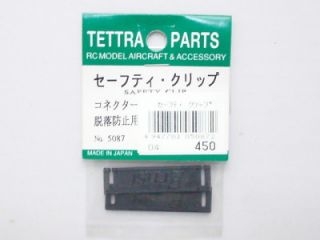 TETTRA PARTS
RC MODEL AIRCRAFT & ACCESSORY
セーフティ・クリップ
SAFETY CLIP
コネクター
脱落防止用
セーフティ クリップ
No. 5087
04 450
MADE IN JAPAN